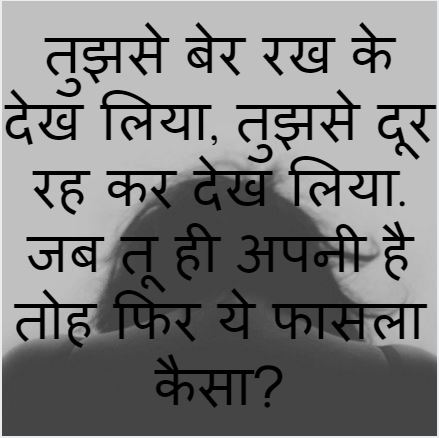 तुझसे बेर रख के
देख लिया, तुझसे दूर
रह कर देख लिया.
जब तू ही अपनी है
तोह फिर ये फासला
कैसा?